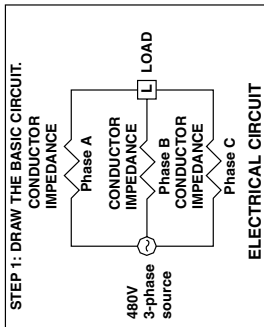 STEP 1: DRAW THE BASIC CIRCUIT.
CONDUCTOR
IMPEDANCE
Phase A
480V
3-phase
source
CONDUCTOR
IMPEDANCE
Phase B
L
LOAD
CONDUCTOR
IMPEDANCE
Phase C
ELECTRICAL CIRCUIT